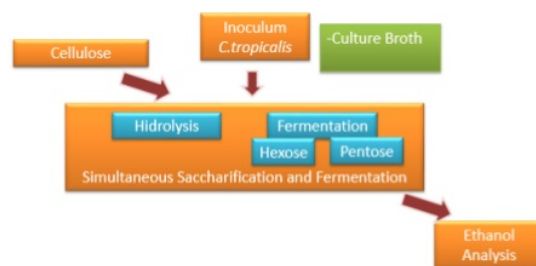 Inoculum
C.tropicalis
-Culture Broth
Cellulose
Hidrolysis
Fermentation
Hexose
Pentose
Simultaneous Saccharification and Fermentation
Ethanol
Analysis